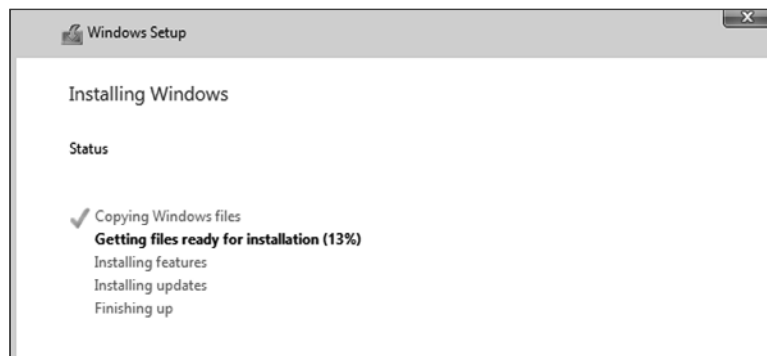 Windows Setup
Installing Windows
Status
Copying Windows files
Getting files ready for installation (13%)
Installing features
Installing updates
Finishing up